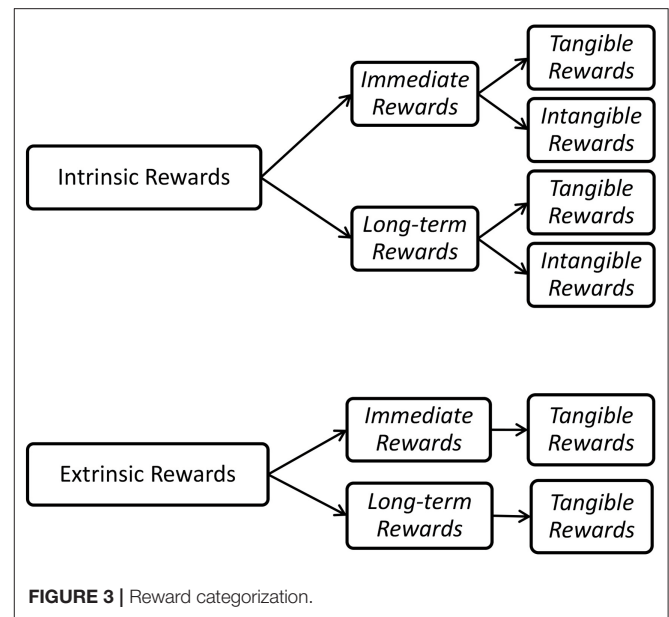 Intrinsic Rewards
Immediate
Rewards
Tangible
Rewards
Intangible
Rewards
Long-term
Rewards
Tangible
Rewards
Intangible
Rewards
Extrinsic Rewards
Immediate
Rewards
Tangible
Rewards
Long-term
Rewards
Tangible
Rewards
FIGURE 3 | Reward categorization.